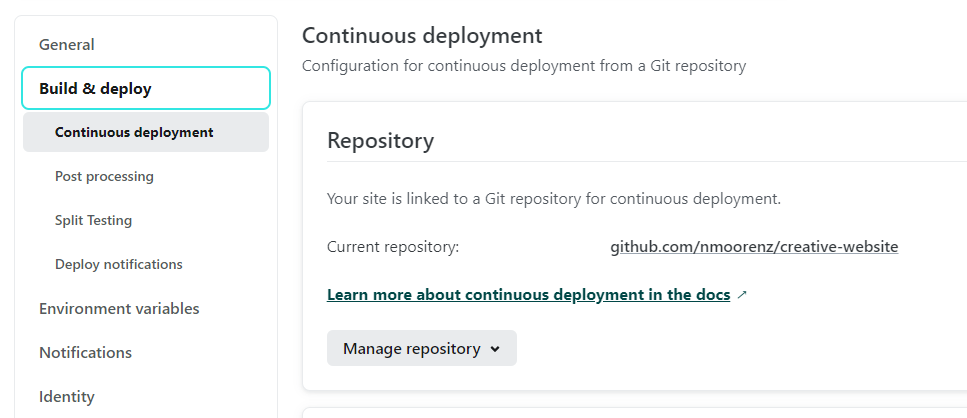 General
Build & deploy
Continuous deployment
Post processing
Split Testing
Deploy notifications
Environment variables
Notifications
Identity
Continuous deployment
Configuration for continuous deployment from a Git repository
Repository
Your site is linked to a Git repository for continuous deployment.
Current repository: github.com/nmoorenz/creative-website
Learn more about continuous deployment in the docs ↗
Manage repository